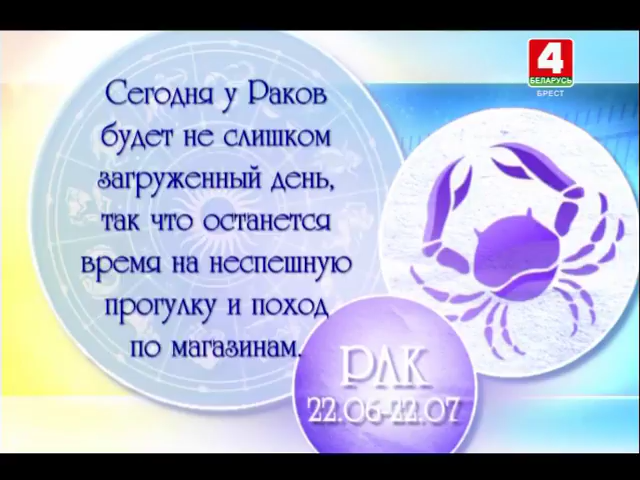 4
БЕЛАРУСЬ
БРЕСТ
Сегодня у Раков
будет не слишком
загруженный день,
так что останется
время на неспешную
прогулку и поход
по магазинам.
РАК
22.06-22.07